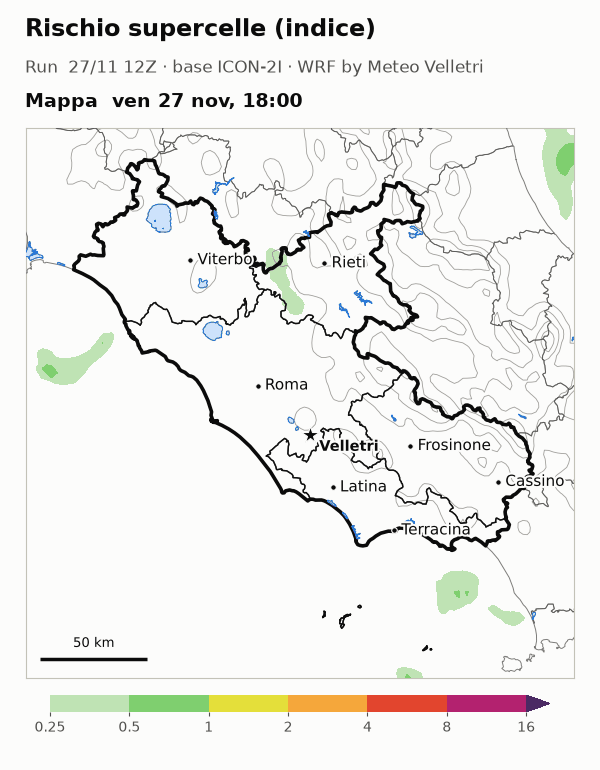 Rischio supercelle (indice)
Run  27/11 12Z · base ICON-2I · WRF by Meteo Velletri
Mappa  ven 27 nov, 18:00
Viterbo
Rieti
Roma
Velletri
Frosinone
Latina
Cassino
Terracina
50 km
0.25 0.5 1 2 4 8 16